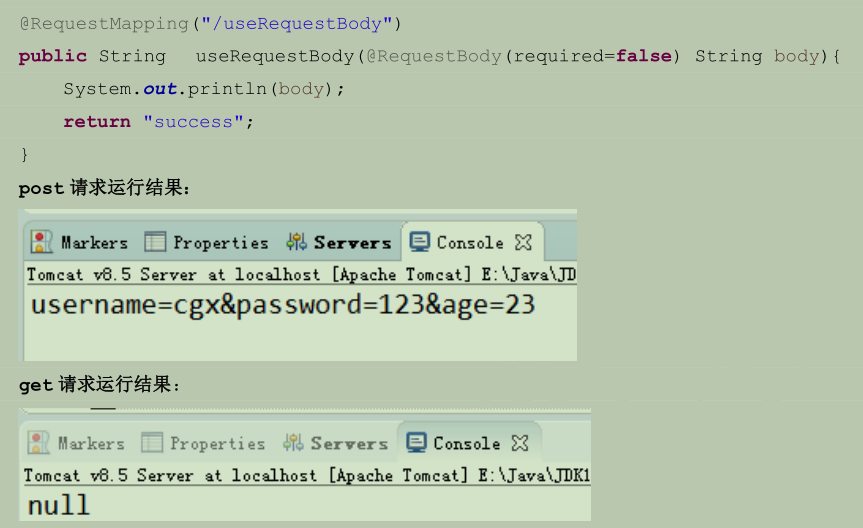 @RequestMapping("/useRequestBody")
public String useRequestBody(@RequestBody(required=false) String body){
System.out.println(body);
return "success";
}
post 请求运行结果：
Markers Properties Servers Console
Tomcat v8.5 Server at localhost [Apache Tomcat] E:\Java\JD
username=cgx&password=123&age=23
get 请求运行结果：
Markers Properties Servers Console
Tomcat v8.5 Server at localhost [Apache Tomcat] E:\Java\JDK1
null